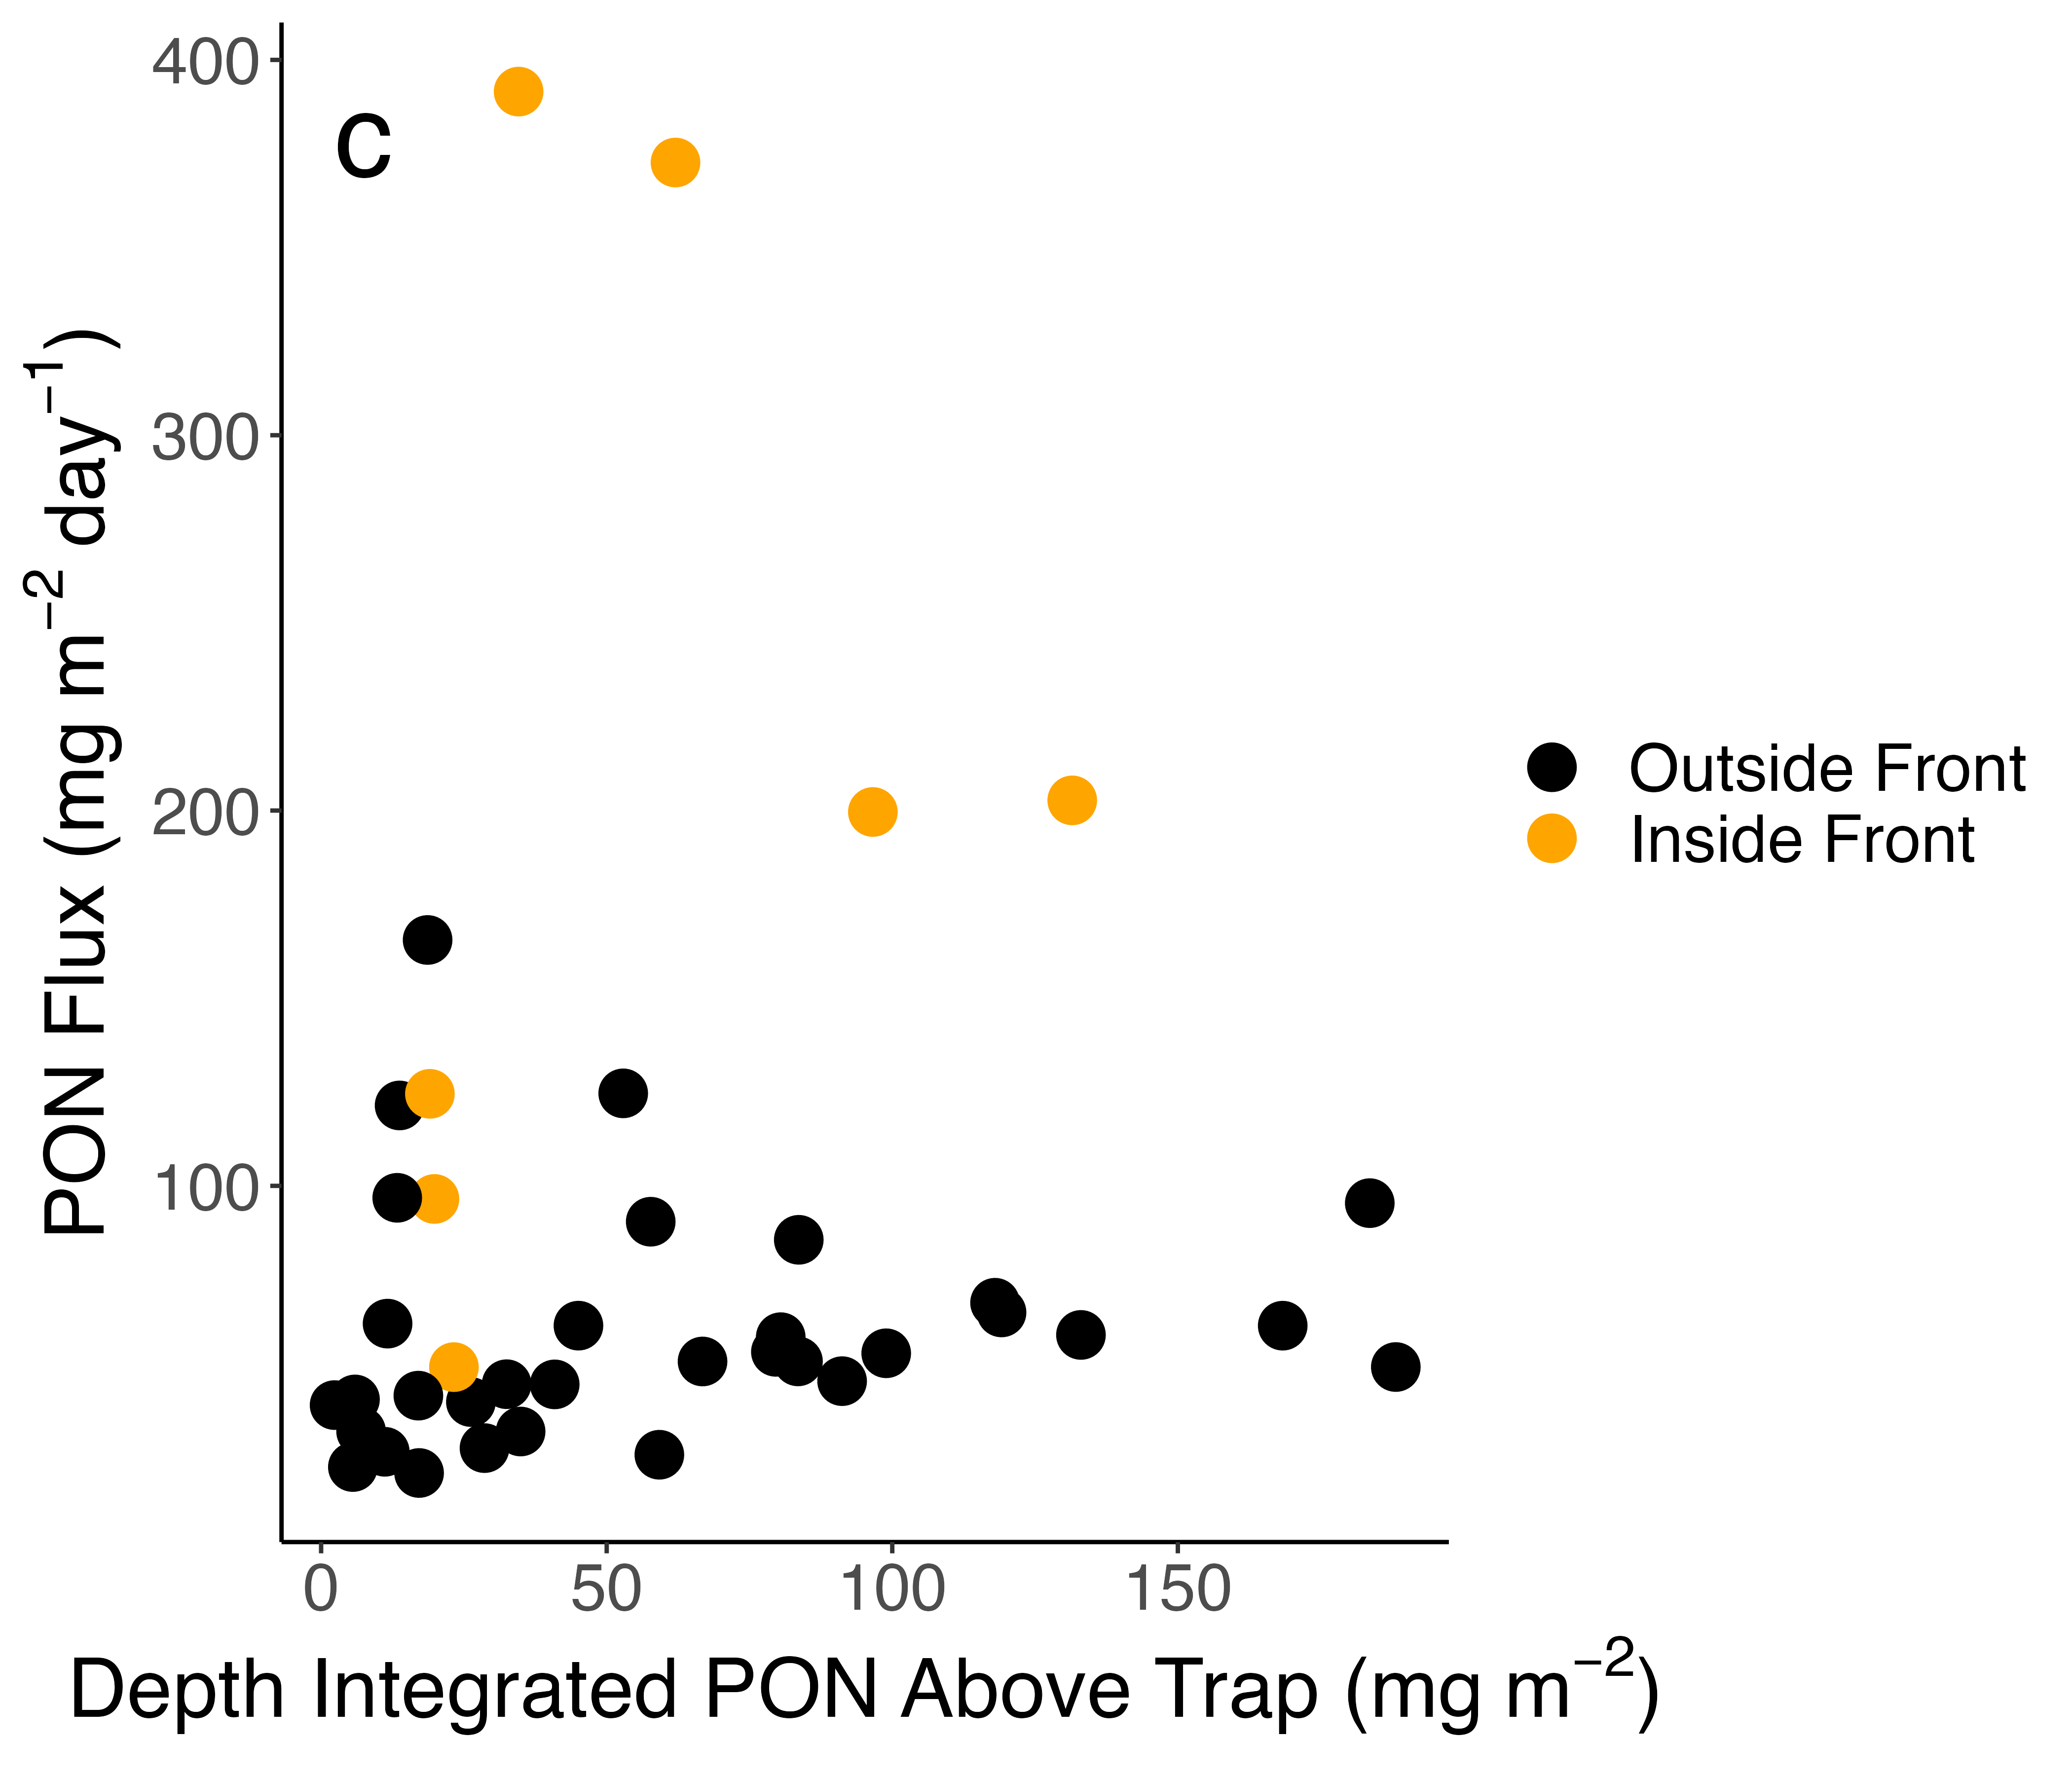 C
400
300
200
100
PON Flux (mg m⁻² day⁻¹)
0 50 100 150
Depth Integrated PON Above Trap (mg m⁻²)
Outside Front
Inside Front